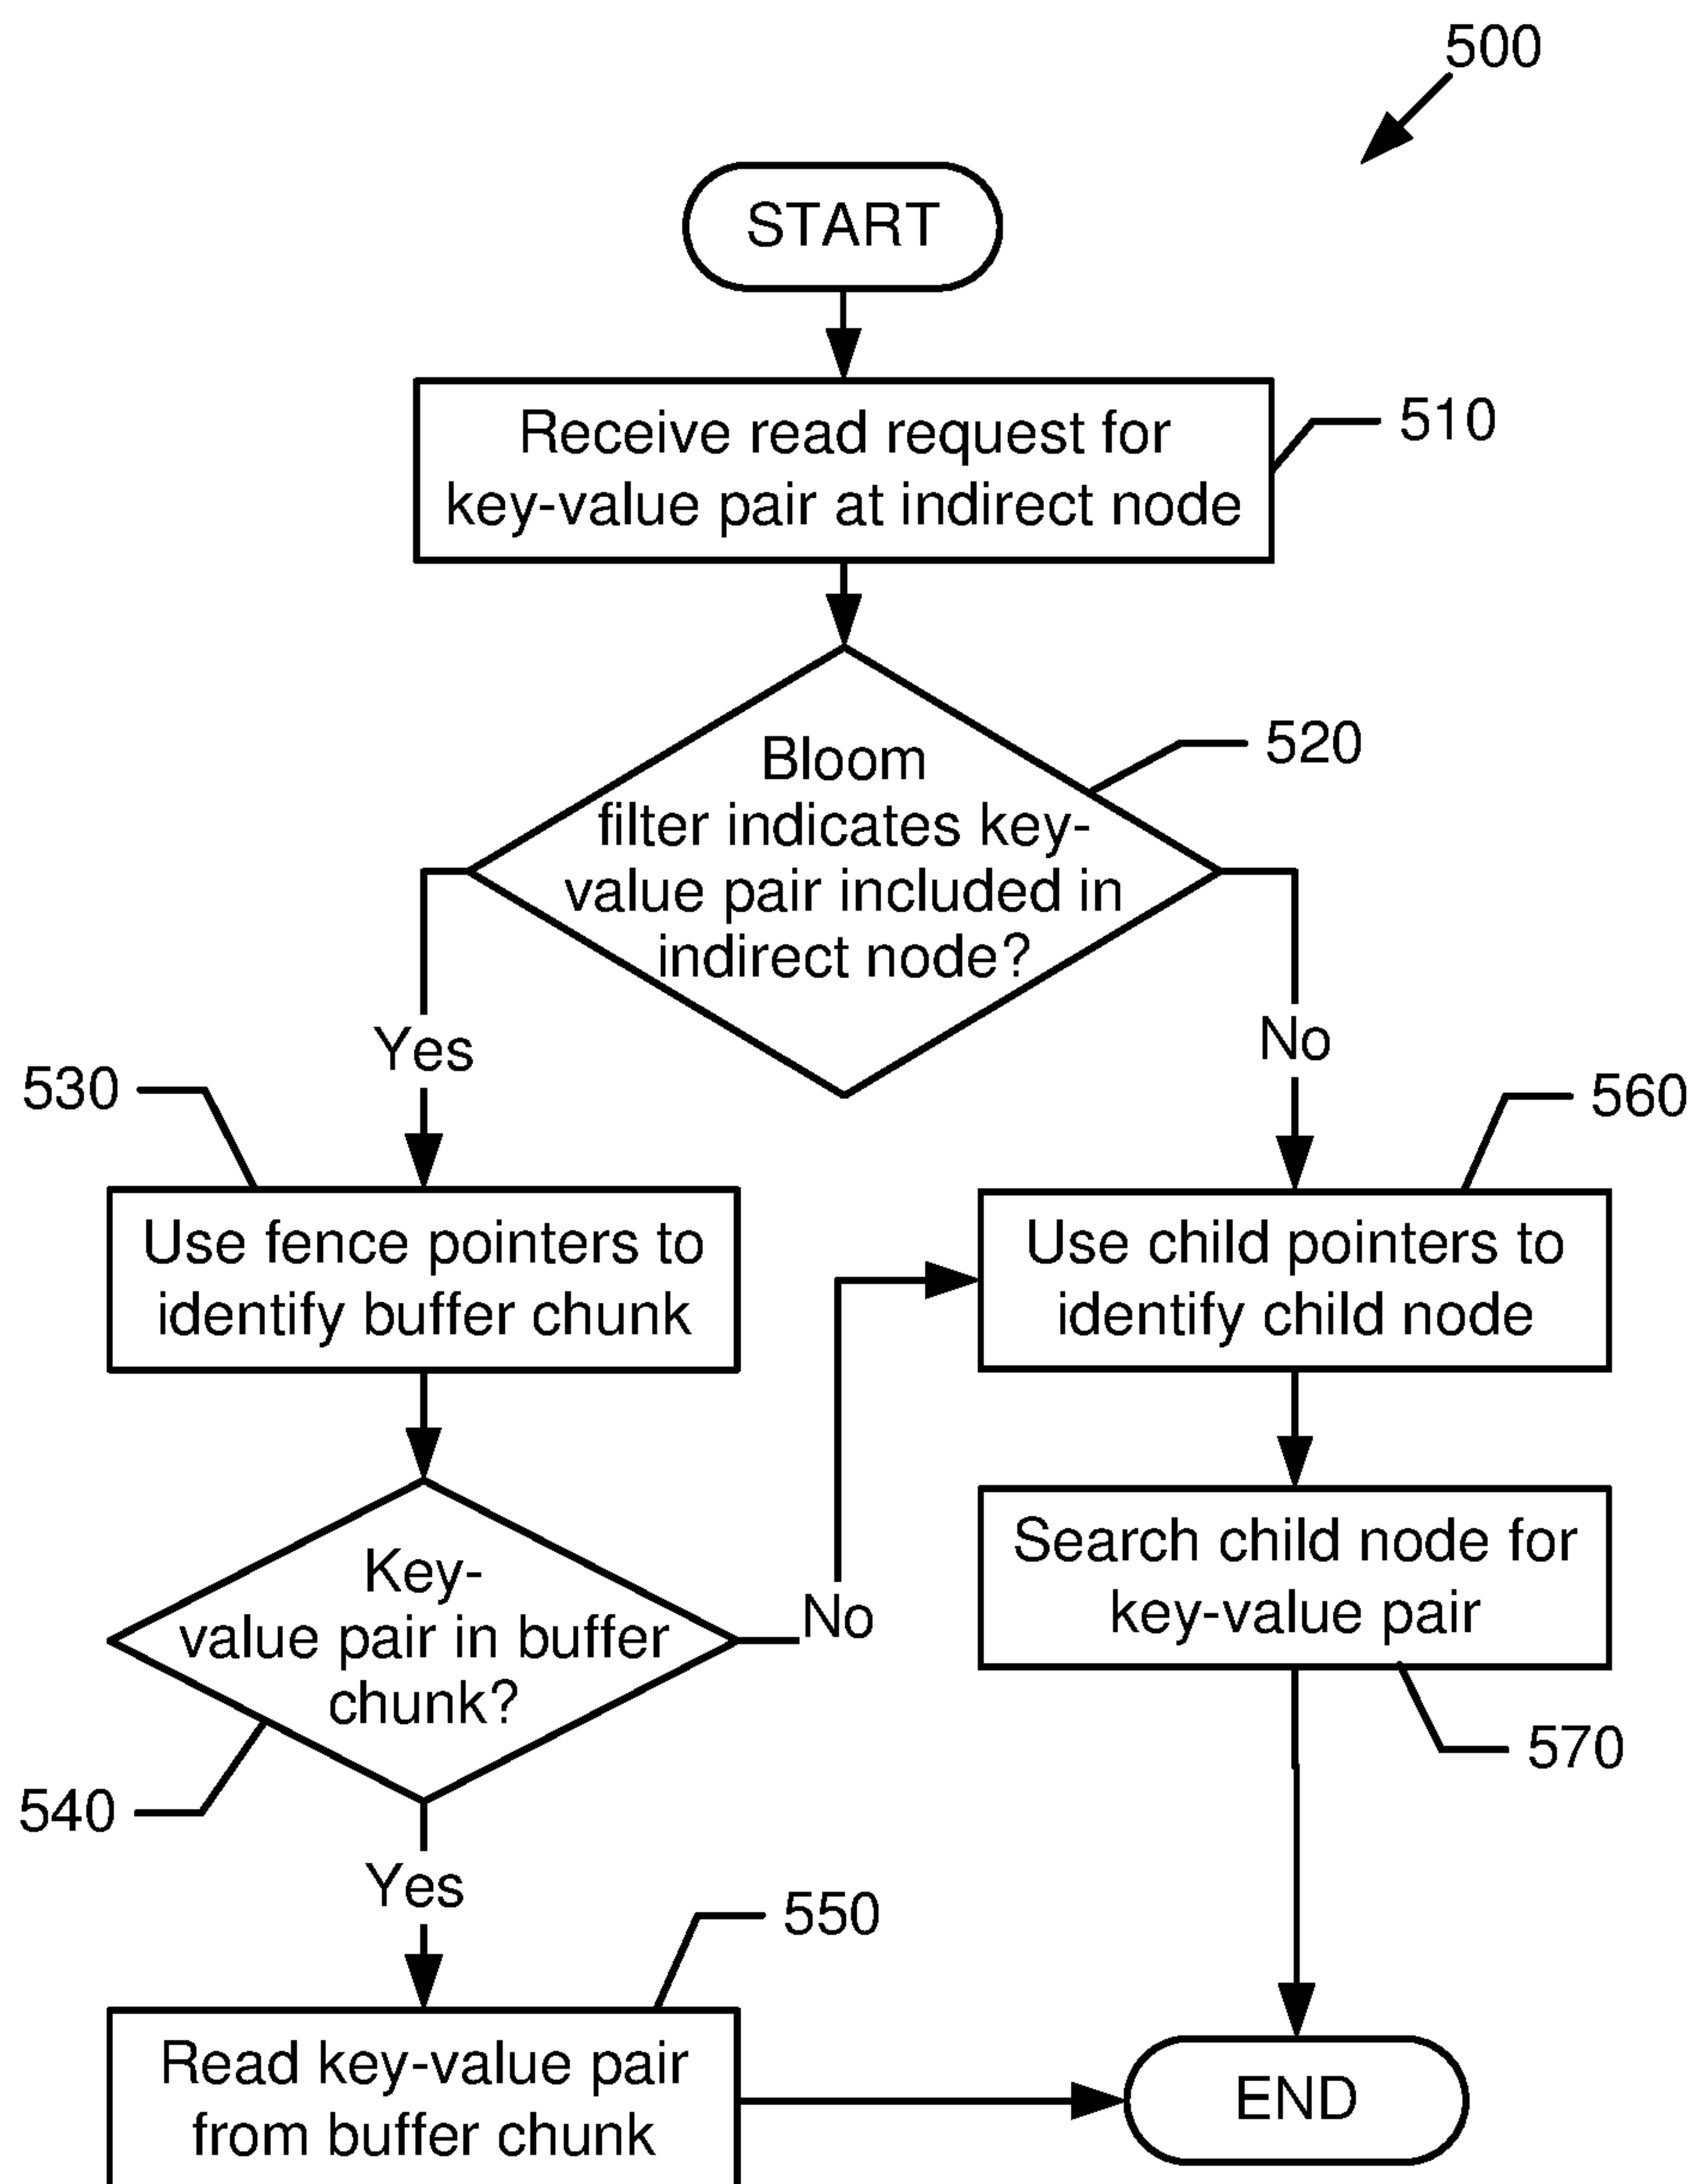 500
START
Receive read request for
key-value pair at indirect node
510
Bloom
filter indicates key-
value pair included in
indirect node?
520
Yes
No
530
560
Use fence pointers to
identify buffer chunk
Use child pointers to
identify child node
Key-
value pair in buffer
chunk?
No
Search child node for
key-value pair
540
570
Yes
550
Read key-value pair
from buffer chunk
END